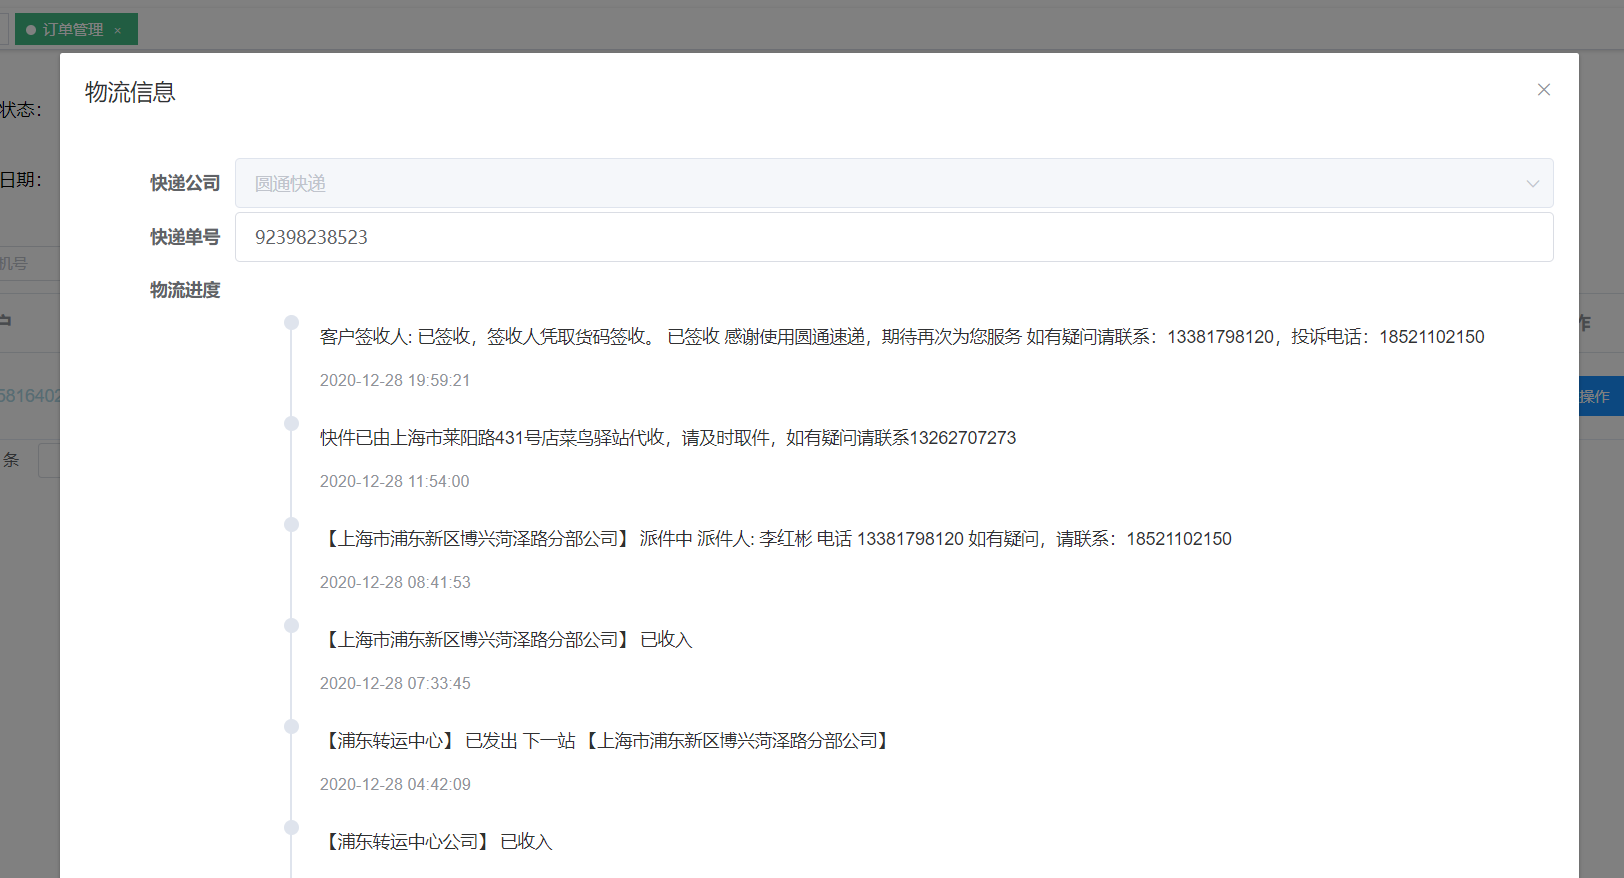 订单管理 ×
物流信息
状态：
日期：
机号
快递公司 圆通快递
快递单号 92398238523
物流进度
客户签收人: 已签收，签收人凭取货码签收。 已签收 感谢使用圆通速递，期待再次为您服务 如有疑问请联系：13381798120，投诉电话：18521102150
2020-12-28 19:59:21
快件已由上海市莱阳路431号店菜鸟驿站代收，请及时取件，如有疑问请联系13262707273
2020-12-28 11:54:00
【上海市浦东新区博兴菏泽路分部公司】 派件中 派件人: 李红彬 电话 13381798120 如有疑问，请联系：18521102150
2020-12-28 08:41:53
【上海市浦东新区博兴菏泽路分部公司】 已收入
2020-12-28 07:33:45
【浦东转运中心】 已发出 下一站 【上海市浦东新区博兴菏泽路分部公司】
2020-12-28 04:42:09
【浦东转运中心公司】 已收入
户
作
5816402
操作
条